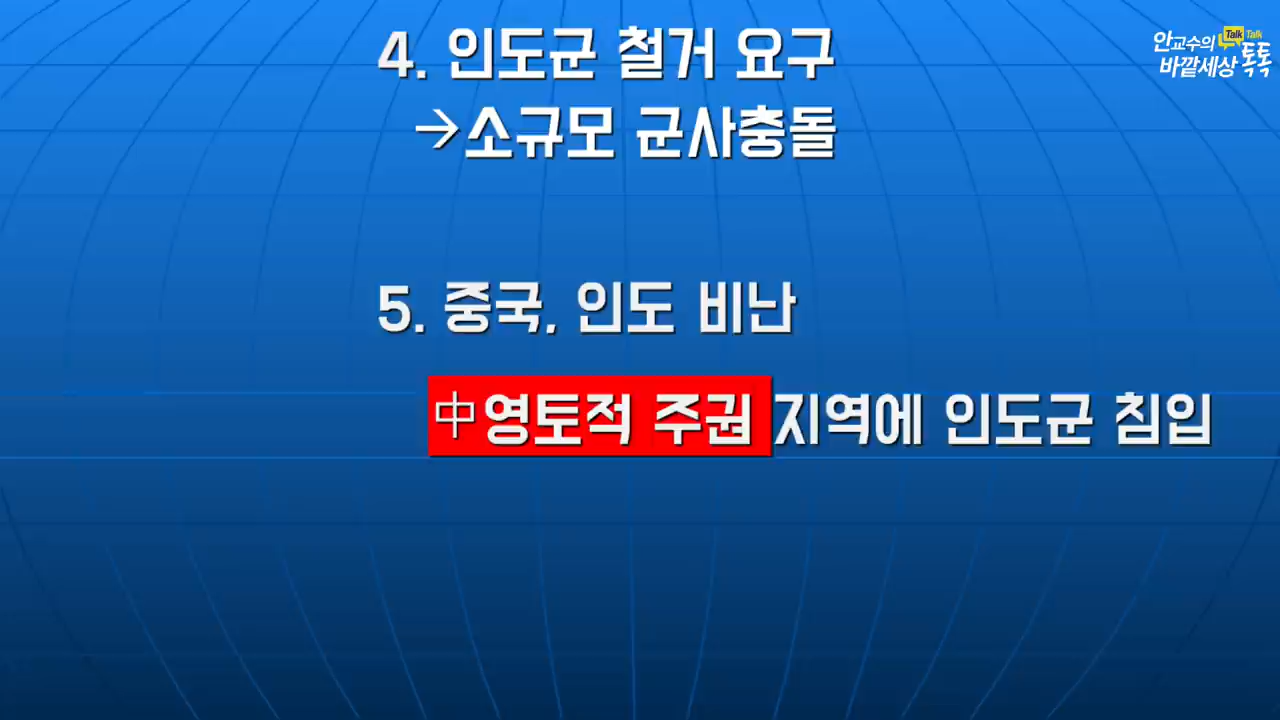 4. 인도군 철거 요구
→소규모 군사충돌
5. 중국, 인도 비난
中영토적 주권 지역에 인도군 침입
안교수의 Talk Talk
바깥세상 톡톡